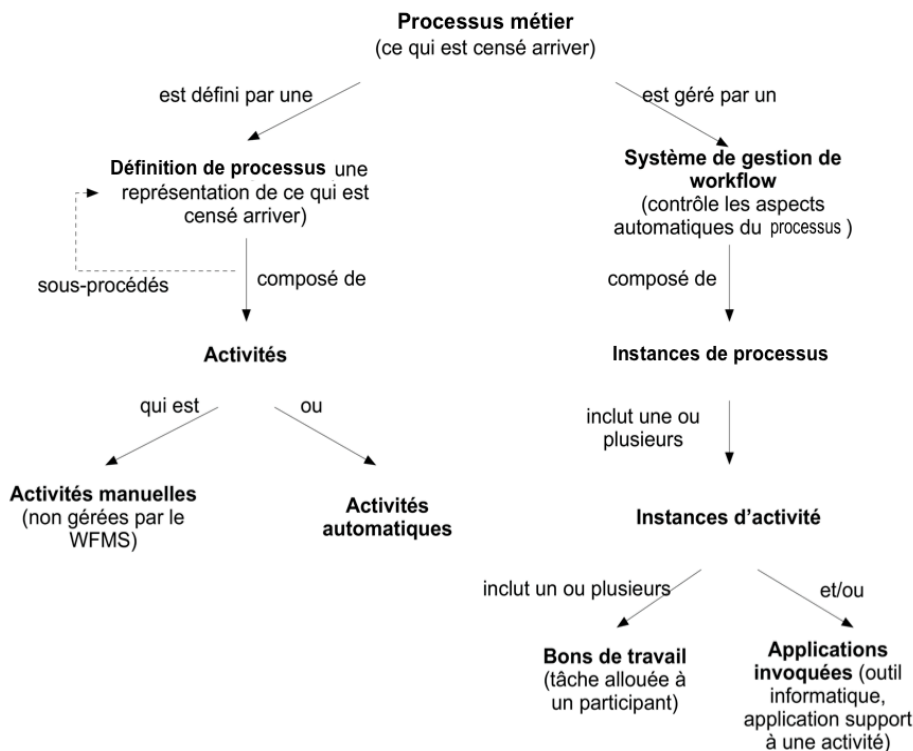 Processus métier
(ce qui est censé arriver)
est défini par une
est géré par un
Définition de processus une
représentation de ce qui est
censé arriver)
Système de gestion de
workflow
(contrôle les aspects
automatiques du processus )
sous-procédés
composé de
composé de
Activités
Instances de processus
qui est
ou
inclut une ou
plusieurs
Activités manuelles
(non gérées par le
WFMS)
Activités
automatiques
Instances d'activité
inclut un ou plusieurs
et/ou
Bons de travail
(tâche allouée à
un participant)
Applications
invoquées (outil
informatique,
application support
à une activité)